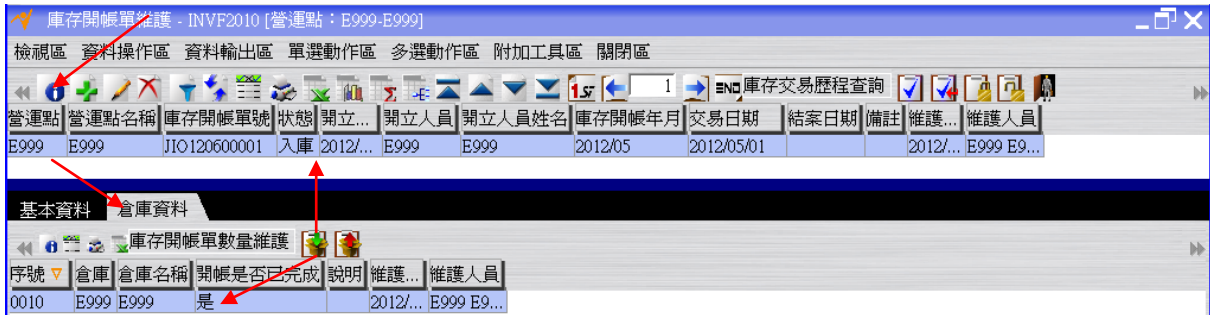 庫存開帳單維護 - INVF2010 [營運點：E999-E999]
檢視區 資料操作區 資料輸出區 單選動作區 多選動作區 附加工具區 關閉區
1ST 1 END 庫存交易歷程查詢
營運點 營運點名稱 庫存開帳單號 狀態 開立... 開立人員 開立人員姓名 庫存開帳年月 交易日期 結案日期 備註 維護... 維護人員
E999 E999 JIO120600001 入庫 2012/... E999 E999 2012/05 2012/05/01 2012/... E999 E9...
基本資料 倉庫資料
庫存開帳單數量維護
序號 倉庫 倉庫名稱 開帳是否已完成 說明 維護... 維護人員
0010 E999 E999 是 2012/... E999 E9...